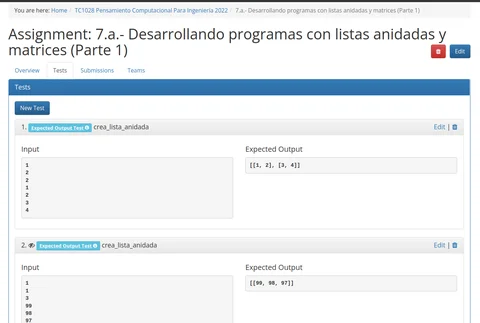 You are here: Home / TC1028 Pensamiento Computacional Para Ingeniería 2022 / 7.a.- Desarrollando programas con listas anidadas y matrices (Parte 1)
Assignment: 7.a.- Desarrollando programas con listas anidadas y
matrices (Parte 1)
Edit
Overview Tests Submissions Teams
Tests
New Test
1. Expected Output Test crea_lista_anidada Edit |
Input Expected Output
1 [[1, 2], [3, 4]]
2
2
1
2
3
4
2. Expected Output Test crea_lista_anidada Edit |
Input Expected Output
1 [[99, 98, 97]]
1
3
99
98
97